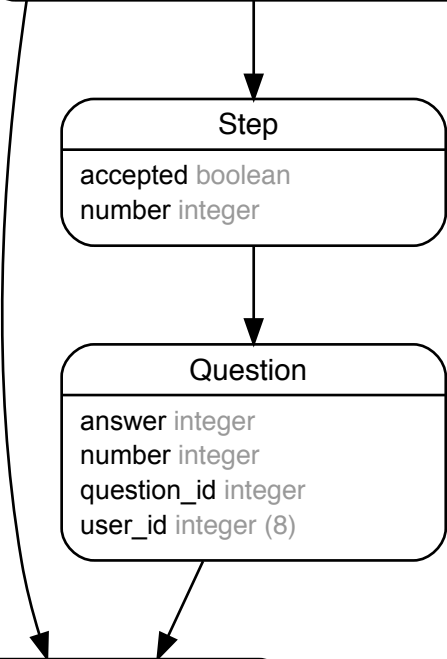 Step
accepted boolean
number integer
Question
answer integer
number integer
question_id integer
user_id integer (8)